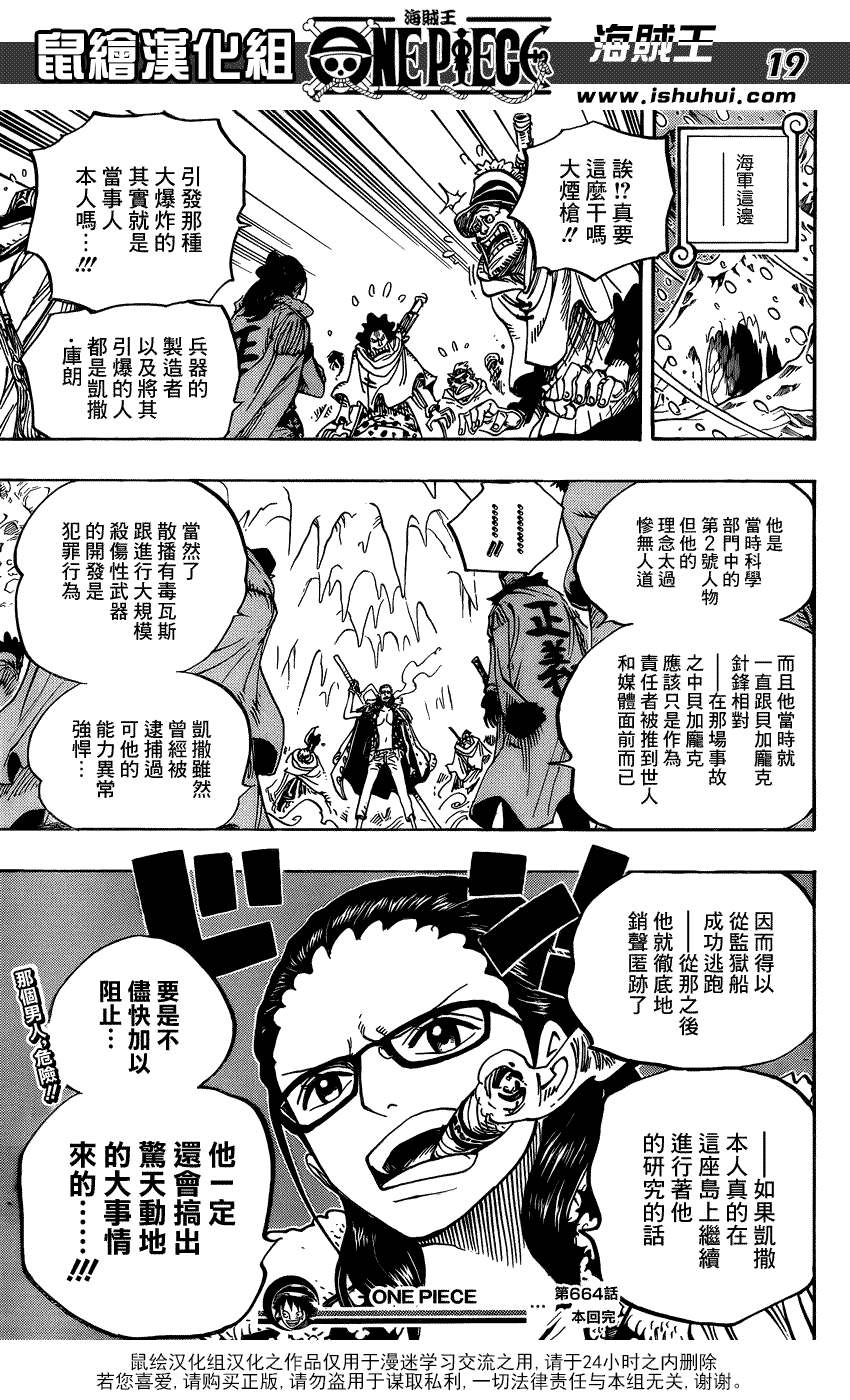 鼠繪漢化組
海賊王
ONE PIECE
海賊王
19
www.ishuhui.com
──海軍這邊
誒!?真要
這麼干嗎
大煙槍!!
引發那種
大爆炸的
其實就是
當事人
本人嗎…!!!
兵器的
製造者
以及將其
引爆的人
都是凱撒
·庫朗
他是
當時科學
部門中的
第2號人物
但他的
理念太過
慘無人道
而且他當時就
一直跟貝加龐克
針鋒相對
──在那場事故
之中貝加龐克
應該只是作為
責任者被推到世人
和媒體面前而已
………
………!!
當然了
散播有毒瓦斯
跟進行大規模
殺傷性武器
的開發是
犯罪行為
凱撒雖然
曾經被
逮捕過
可他的
能力異常
強悍…
因而得以
從監獄船
成功逃跑
──從那之後
他就徹底地
銷聲匿跡了
──如果凱撒
本人真的在
這座島上繼續
進行著他
的研究的話
要是不
儘快加以
阻止…
他一定
還會搞出
驚天動地
的大事情
來的……!!!
那個男人,危險!!
ONE PIECE
第664話
… 本回完
鼠绘汉化组汉化之作品仅用于漫迷学习交流之用, 请于24小时之内删除
若您喜爱, 请购买正版, 请勿盗用于谋取私利, 一切法律责任与本组无关, 谢谢。
正義
正